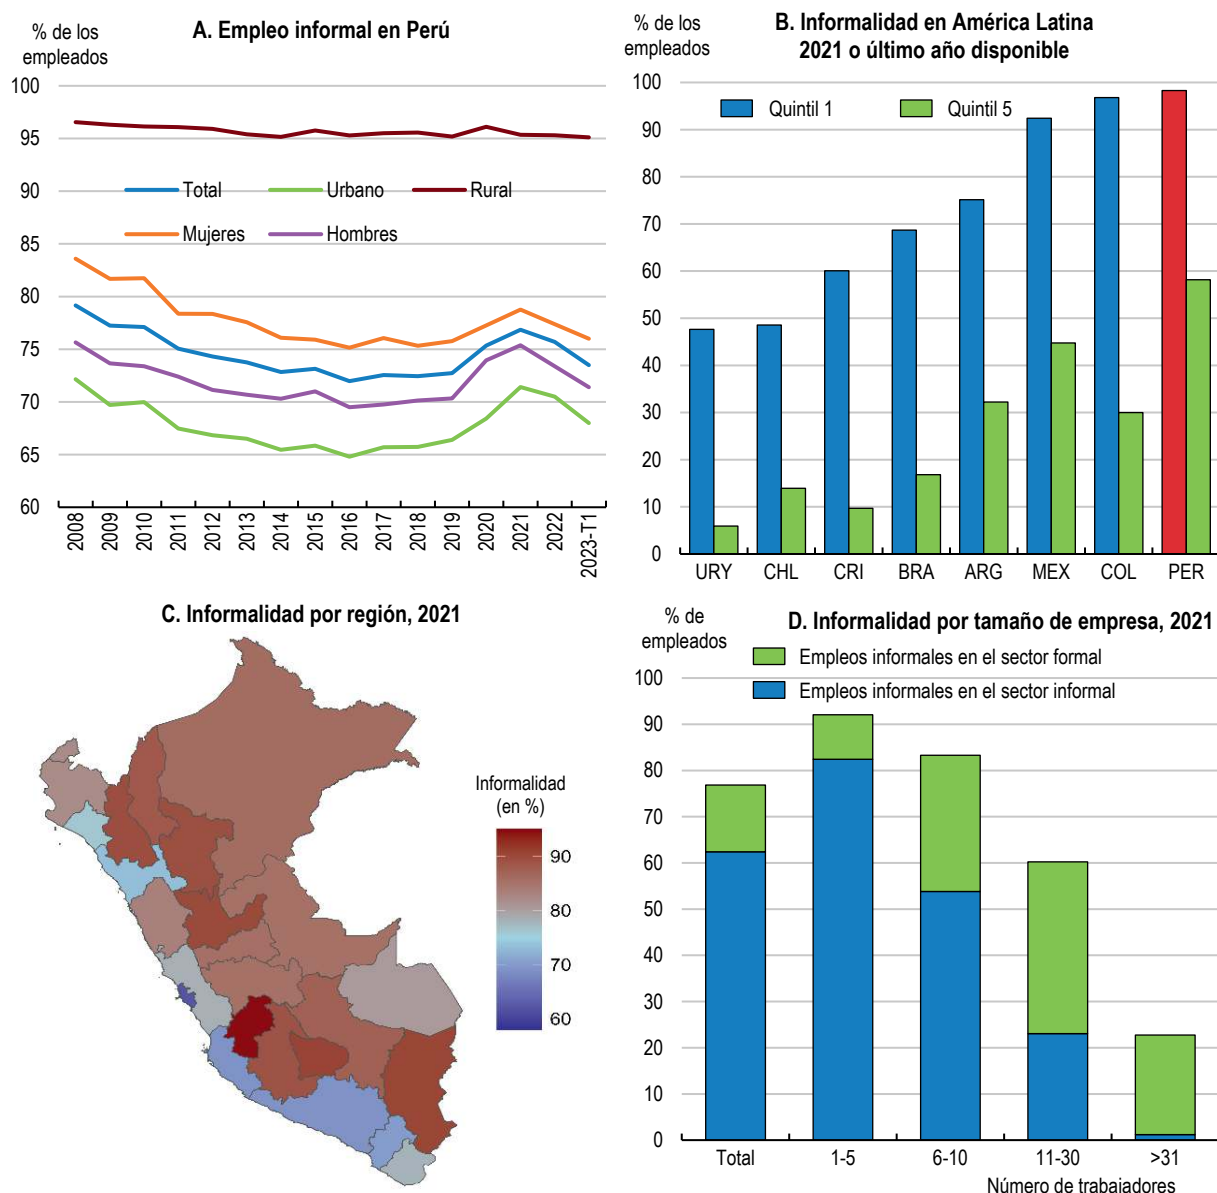 A. Empleo informal en Perú
% de los
empleados
100
95
90
85
80
75
70
65
60
Total
Urbano
Rural
Mujeres
Hombres
2008
2009
2010
2011
2012
2013
2014
2015
2016
2017
2018
2019
2020
2021
2022
2023-T1
B. Informalidad en América Latina
2021 o último año disponible
% de los
empleados
Quintil 1
Quintil 5
100
90
80
70
60
50
40
30
20
10
0
URY
CHL
CRI
BRA
ARG
MEX
COL
PER
C. Informalidad por región, 2021
Informalidad
(en %)
90
80
70
60
D. Informalidad por tamaño de empresa, 2021
% de
empleados
Empleos informales en el sector formal
Empleos informales en el sector informal
100
90
80
70
60
50
40
30
20
10
0
Total
1-5
6-10
11-30
>31
Número de trabajadores